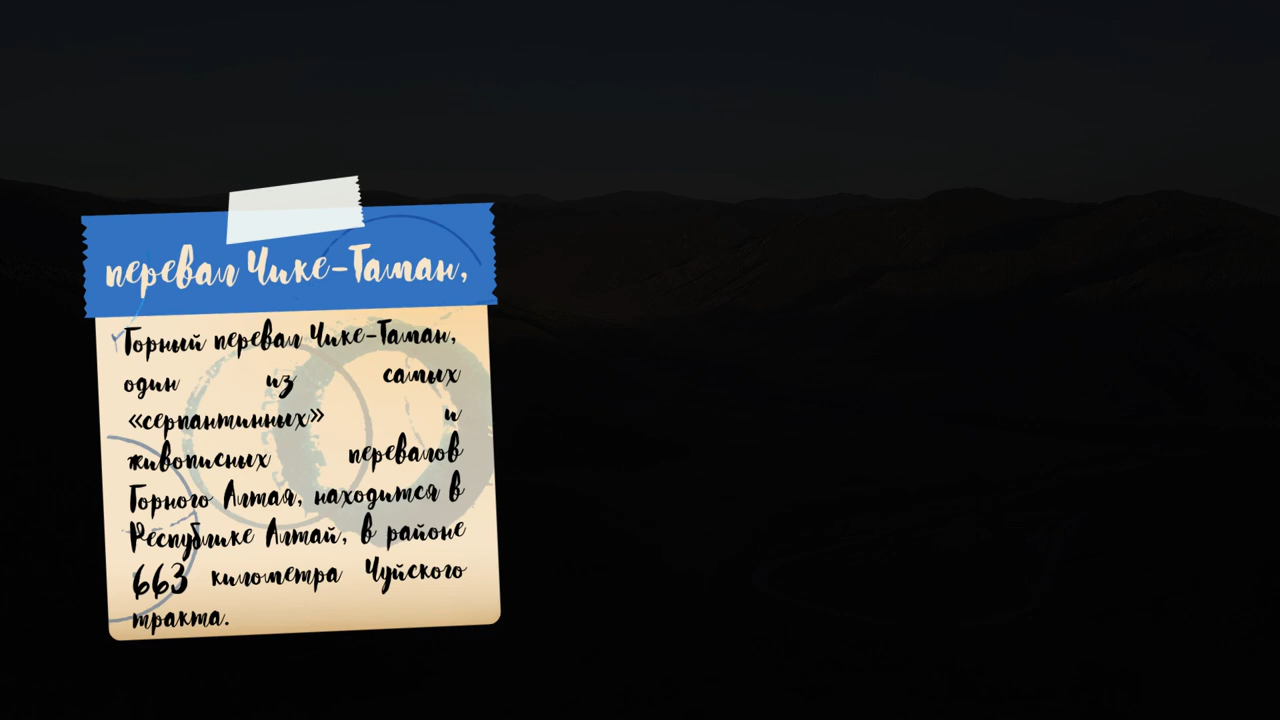 перевал Чике-Таман,
Горный перевал Чике-Таман,
один из самых
«серпантинных» и
живописных перевалов
Горного Алтая, находится в
Республике Алтай, в районе
663 километра Чуйского
тракта.